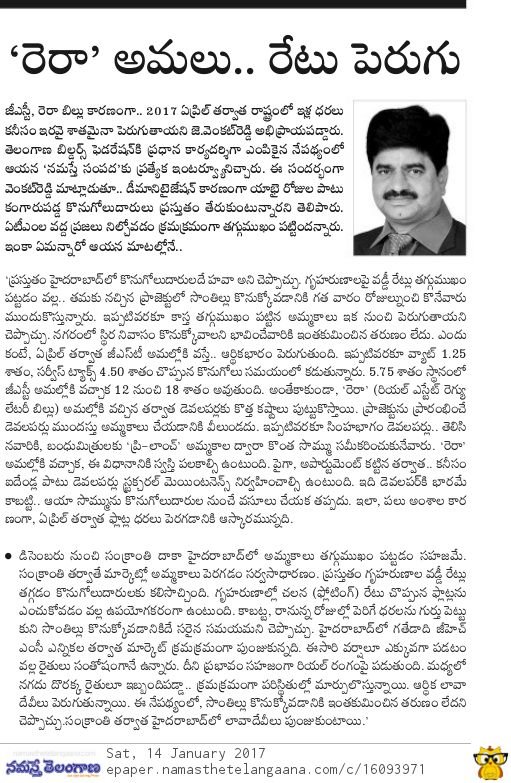 ‘రెరా’ అమలు.. రేటు పెరుగు
జీఎస్టీ, రెరా బిల్లు కారణంగా.. 2017 ఏప్రిల్ తర్వాత రాష్ట్రంలో ఇళ్ల ధరలు
కనీసం ఇరవై శాతమైనా పెరుగుతాయని జె.వెంకట్‌రెడ్డి అభిప్రాయపడ్డారు.
తెలంగాణ బిల్డర్స్ ఫెడరేషన్‌కి ప్రధాన కార్యదర్శిగా ఎంపికైన నేపథ్యంలో
ఆయన ‘నమస్తే సంపద’కు ప్రత్యేక ఇంటర్వ్యూనిచ్చారు. ఈ సందర్భంగా
వెంకట్‌రెడ్డి మాట్లాడుతూ.. డీమానిటైజేషన్ కారణంగా యాభై రోజుల పాటు
కంగారుపడ్డ కొనుగోలుదారులు ప్రస్తుతం తేరుకుంటున్నారని తెలిపారు.
ఏటీఎంల వద్ద ప్రజలు నిల్చోవడం క్రమక్రమంగా తగ్గుముఖం పట్టిందన్నారు.
ఇంకా ఏమన్నారో ఆయన మాటల్లోనే..
‘ప్రస్తుతం హైదరాబాద్‌లో కొనుగోలుదారులదే హవా అని చెప్పొచ్చు. గృహరుణాలపై వడ్డీ రేట్లు తగ్గుముఖం
పట్టడం వల్ల.. తమకు నచ్చిన ప్రాజెక్టులో సొంతిల్లు కొనుక్కోవడానికి గత వారం రోజుల్నుంచి కొనేవారు
ముందుకొస్తున్నారు. ఇప్పటివరకూ కాస్త తగ్గుముఖం పట్టిన అమ్మకాలు ఇక నుంచి పెరుగుతాయని
చెప్పొచ్చు. నగరంలో స్థిర నివాసం కొనుక్కోవాలని భావించేవారికి ఇంతకుమించిన తరుణం లేదు. ఎందు
కంటే, ఏప్రిల్ తర్వాత జీఎస్‌టీ అమల్లోకి వస్తే.. ఆర్థికభారం పెరుగుతుంది. ఇప్పటివరకూ వ్యాట్ 1.25
శాతం, సర్వీస్ ట్యాక్స్ 4.50 శాతం చొప్పున కొనుగోలు సమయంలో కడుతున్నారు. 5.75 శాతం స్థానంలో
జీఎస్టీ అమల్లోకి వచ్చాక 12 నుంచి 18 శాతం అవుతుంది. అంతేకాకుండా, ‘రెరా’ (రియల్ ఎస్టేట్ రెగ్యు
లేటరీ బిల్లు) అమల్లోకి వచ్చిన తర్వాత డెవలపర్లకు కొత్త కష్టాలు పుట్టుకొస్తాయి. ప్రాజెక్టును ప్రారంభించే
డెవలపర్లు ముందస్తు అమ్మకాలు చేయడానికి వీలుండదు. ఇప్పటివరకూ సింహభాగం డెవలపర్లు.. తెలిసి
నవారికి, బంధుమిత్రులకు ‘ప్రి-లాంచ్’ అమ్మకాల ద్వారా కొంత సొమ్ము సమీకరించుకునేవారు. ‘రెరా’
అమల్లోకి వచ్చాక, ఈ విధానానికి స్వస్తి పలకాల్సి ఉంటుంది. పైగా, అపార్టుమెంట్ కట్టిన తర్వాత.. కనీసం
ఐదేండ్ల పాటు డెవలపర్లు స్ట్రక్చరల్ మెయింటనెన్స్ నిర్వహించాల్సి ఉంటుంది. ఇది డెవలపర్‌కి భారమే
కాబట్టి.. ఆయా సొమ్మును కొనుగోలుదారుల నుంచే వసూలు చేయక తప్పదు. ఇలా, పలు అంశాల కార
ణంగా, ఏప్రిల్ తర్వాత ఫ్లాట్ల ధరలు పెరగడానికి ఆస్కారమున్నది.
● డిసెంబరు నుంచి సంక్రాంతి దాకా హైదరాబాద్‌లో అమ్మకాలు తగ్గుముఖం పట్టడం సహజమే.
సంక్రాంతి తర్వాతే మార్కెట్లో అమ్మకాలు పెరగడం సర్వసాధారణం. ప్రస్తుతం గృహరుణాల వడ్డీ రేట్లు
తగ్గడం కొనుగోలుదారులకు కలిసొచ్చింది. గృహరుణాల్లో చలన (ఫ్లోటింగ్) రేటు చొప్పున ఫ్లాట్లను
ఎంచుకోవడం వల్ల ఉపయోగకరంగా ఉంటుంది. కాబట్టి, రానున్న రోజుల్లో పెరిగే ధరలను గుర్తు పెట్టు
కుని సొంతిల్లు కొనుక్కోవడానికిదే సరైన సమయమని చెప్పొచ్చు. హైదరాబాద్‌లో గతేడాది జీహెచ్
ఎంసీ ఎన్నికల తర్వాత మార్కెట్ క్రమక్రమంగా పుంజుకున్నది. ఈసారి వర్షాలూ ఎక్కువగా పడటం
వల్ల రైతులు సంతోషంగానే ఉన్నారు. దీని ప్రభావం సహజంగా రియల్ రంగంపై పడుతుంది. మధ్యలో
నగదు దొరక్క రైతులూ ఇబ్బందిపడ్డా.. క్రమక్రమంగా పరిస్థితుల్లో మార్పులొస్తున్నాయి. ఆర్థిక లావా
దేవీలు పెరుగుతున్నాయి. ఈ నేపథ్యంలో, సొంతిల్లు కొనుక్కోవడానికి ఇంతకుమించిన తరుణం లేదని
చెప్పొచ్చు.సంక్రాంతి తర్వాత హైదరాబాద్‌లో లావాదేవీలు పుంజుకుంటాయి.’
namasthetelangaana.com
నమస్తే తెలంగాణ
Sat, 14 January 2017
epaper.namasthetelangaana.com/c/16093971